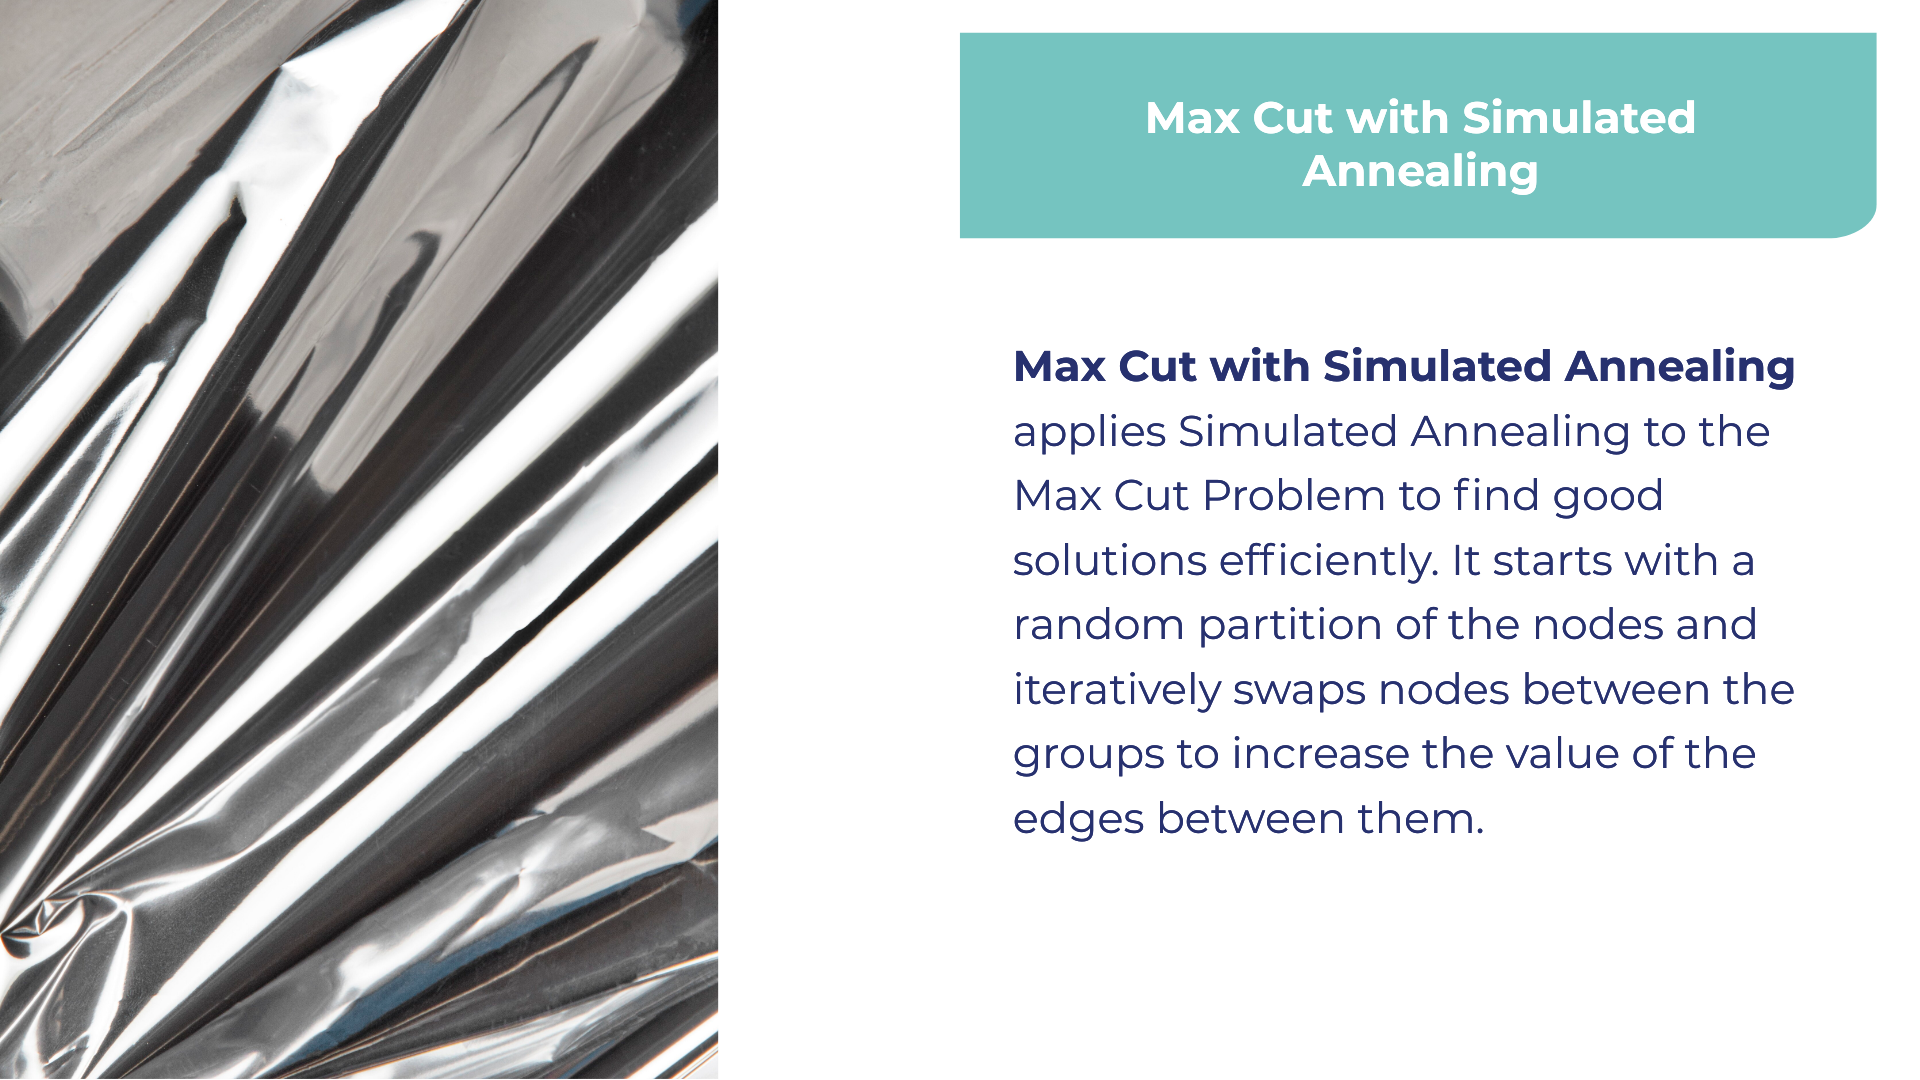 Max Cut with Simulated
Annealing
Max Cut with Simulated Annealing
applies Simulated Annealing to the
Max Cut Problem to find good
solutions efficiently. It starts with a
random partition of the nodes and
iteratively swaps nodes between the
groups to increase the value of the
edges between them.